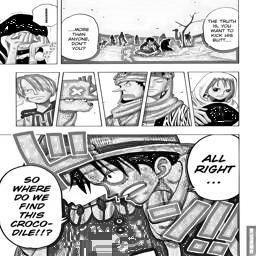 THE TRUTH
IS, YOU
WANT TO
KICK HIS
BUTT...
...MORE
THAN
ANYONE,
DON'T
YOU?
ALL
RIGHT
...
SO
WHERE
DO WE
FIND
THIS
CROCO-
DILE!!?